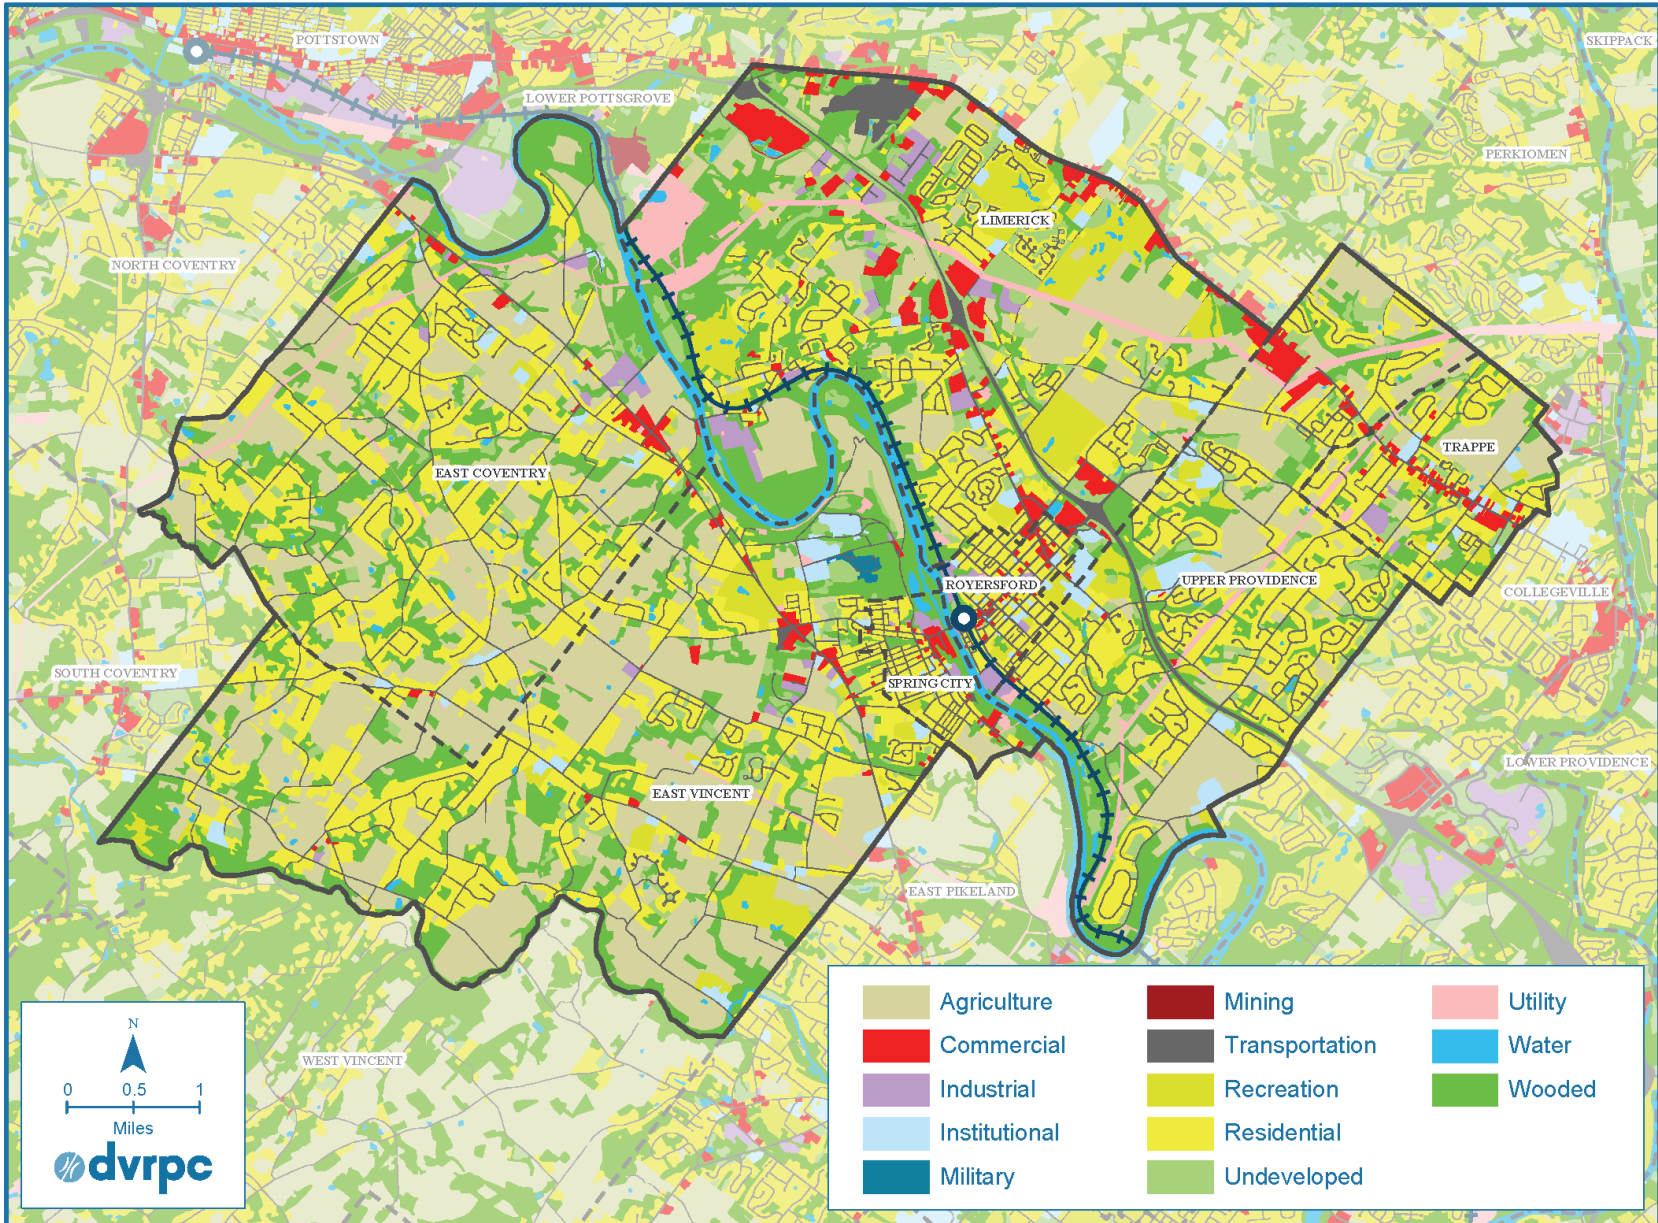 POTTSTOWN
SKIPPACK
LOWER POTTSGROVE
PERKIOMEN
LIMERICK
NORTH COVENTRY
TRAPPE
EAST COVENTRY
UPPER PROVIDENCE
ROYERSFORD
COLLEGEVILLE
SOUTH COVENTRY
SPRING CITY
LOWER PROVIDENCE
EAST VINCENT
EAST PIKELAND
WEST VINCENT
N
0 0.5 1
Miles
dvrpc
Agriculture
Commercial
Industrial
Institutional
Military
Mining
Transportation
Recreation
Residential
Undeveloped
Utility
Water
Wooded